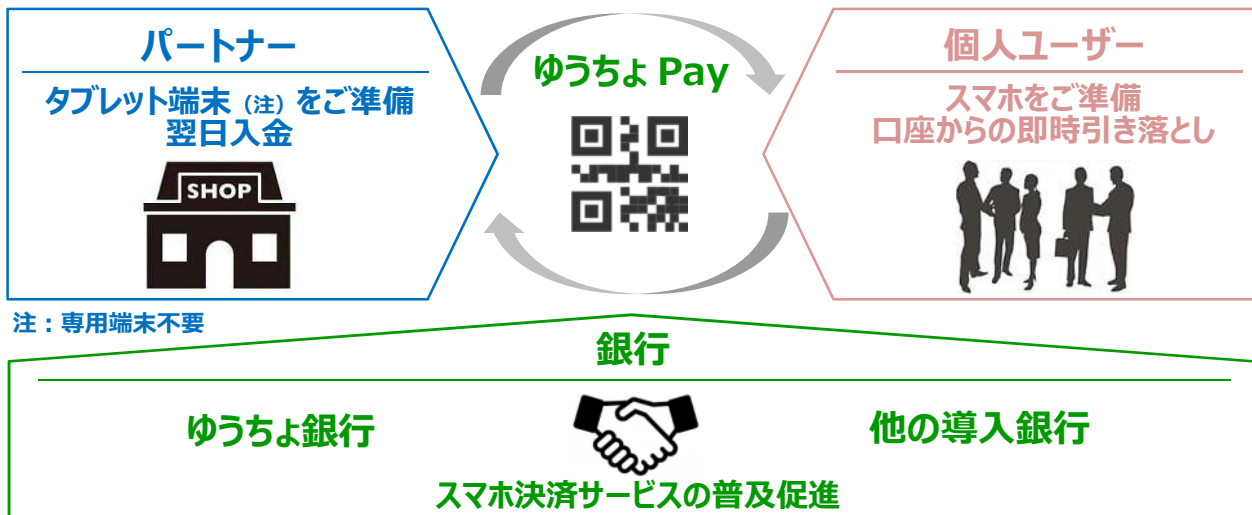 パートナー
タブレット端末（注）をご準備
翌日入金
SHOP
ゆうちょ Pay
個人ユーザー
スマホをご準備
口座からの即時引き落とし
注：専用端末不要
銀行
ゆうちょ銀行
他の導入銀行
スマホ決済サービスの普及促進